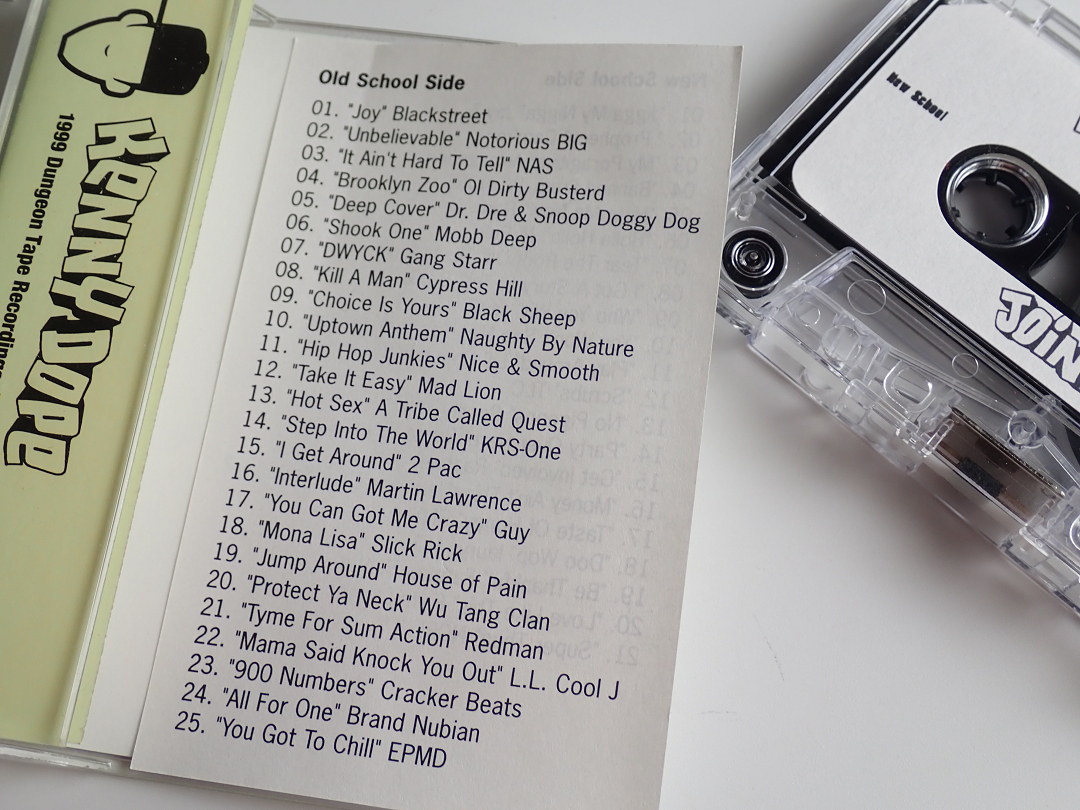 KENNY DOPE
1999 Dungeon Tape Recordings
Old School Side
01. "Joy" Blackstreet
02. "Unbelievable" Notorious BIG
03. "It Ain't Hard To Tell" NAS
04. "Brooklyn Zoo" Ol Dirty Busterd
05. "Deep Cover" Dr. Dre & Snoop Doggy Dog
06. "Shook One" Mobb Deep
07. "DWYCK" Gang Starr
08. "Kill A Man" Cypress Hill
09. "Choice Is Yours" Black Sheep
10. "Uptown Anthem" Naughty By Nature
11. "Hip Hop Junkies" Nice & Smooth
12. "Take It Easy" Mad Lion
13. "Hot Sex" A Tribe Called Quest
14. "Step Into The World" KRS-One
15. "I Get Around" 2 Pac
16. "Interlude" Martin Lawrence
17. "You Can Got Me Crazy" Guy
18. "Mona Lisa" Slick Rick
19. "Jump Around" House of Pain
20. "Protect Ya Neck" Wu Tang Clan
21. "Tyme For Sum Action" Redman
22. "Mama Said Knock You Out" L.L. Cool J
23. "900 Numbers" Cracker Beats
24. "All For One" Brand Nubian
25. "You Got To Chill" EPMD
New School